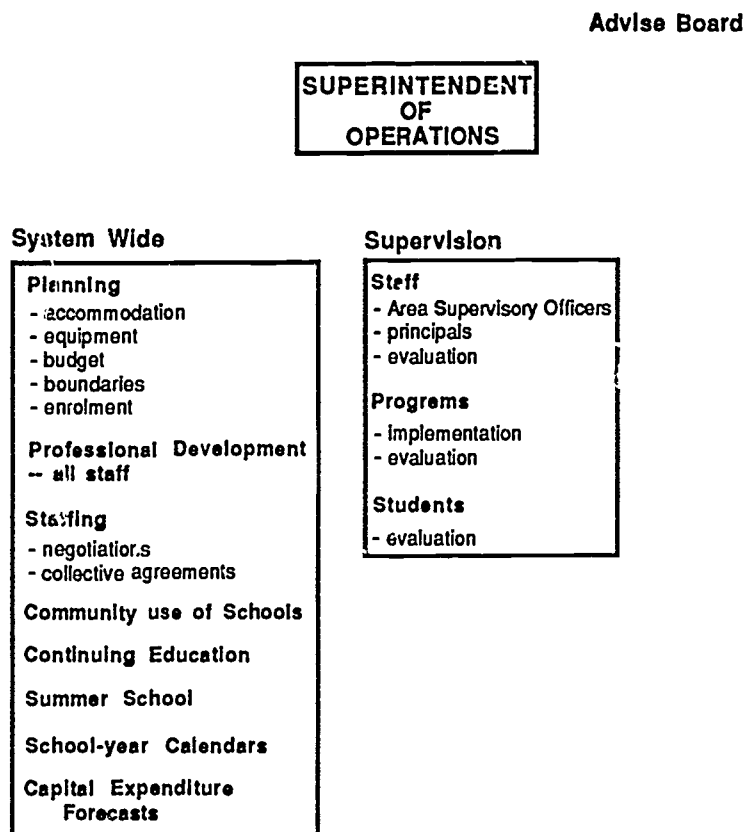 Advise Board
SUPERINTENDENT
OF
OPERATIONS
System Wide
Planning
- accommodation
- equipment
- budget
- boundaries
- enrolment
Professional Development
-- all staff
Staffing
- negotiations
- collective agreements
Community use of Schools
Continuing Education
Summer School
School-year Calendars
Capital Expenditure
Forecasts
Supervision
Staff
- Area Supervisory Officers
- principals
- evaluation
Programs
- implementation
- evaluation
Students
- evaluation